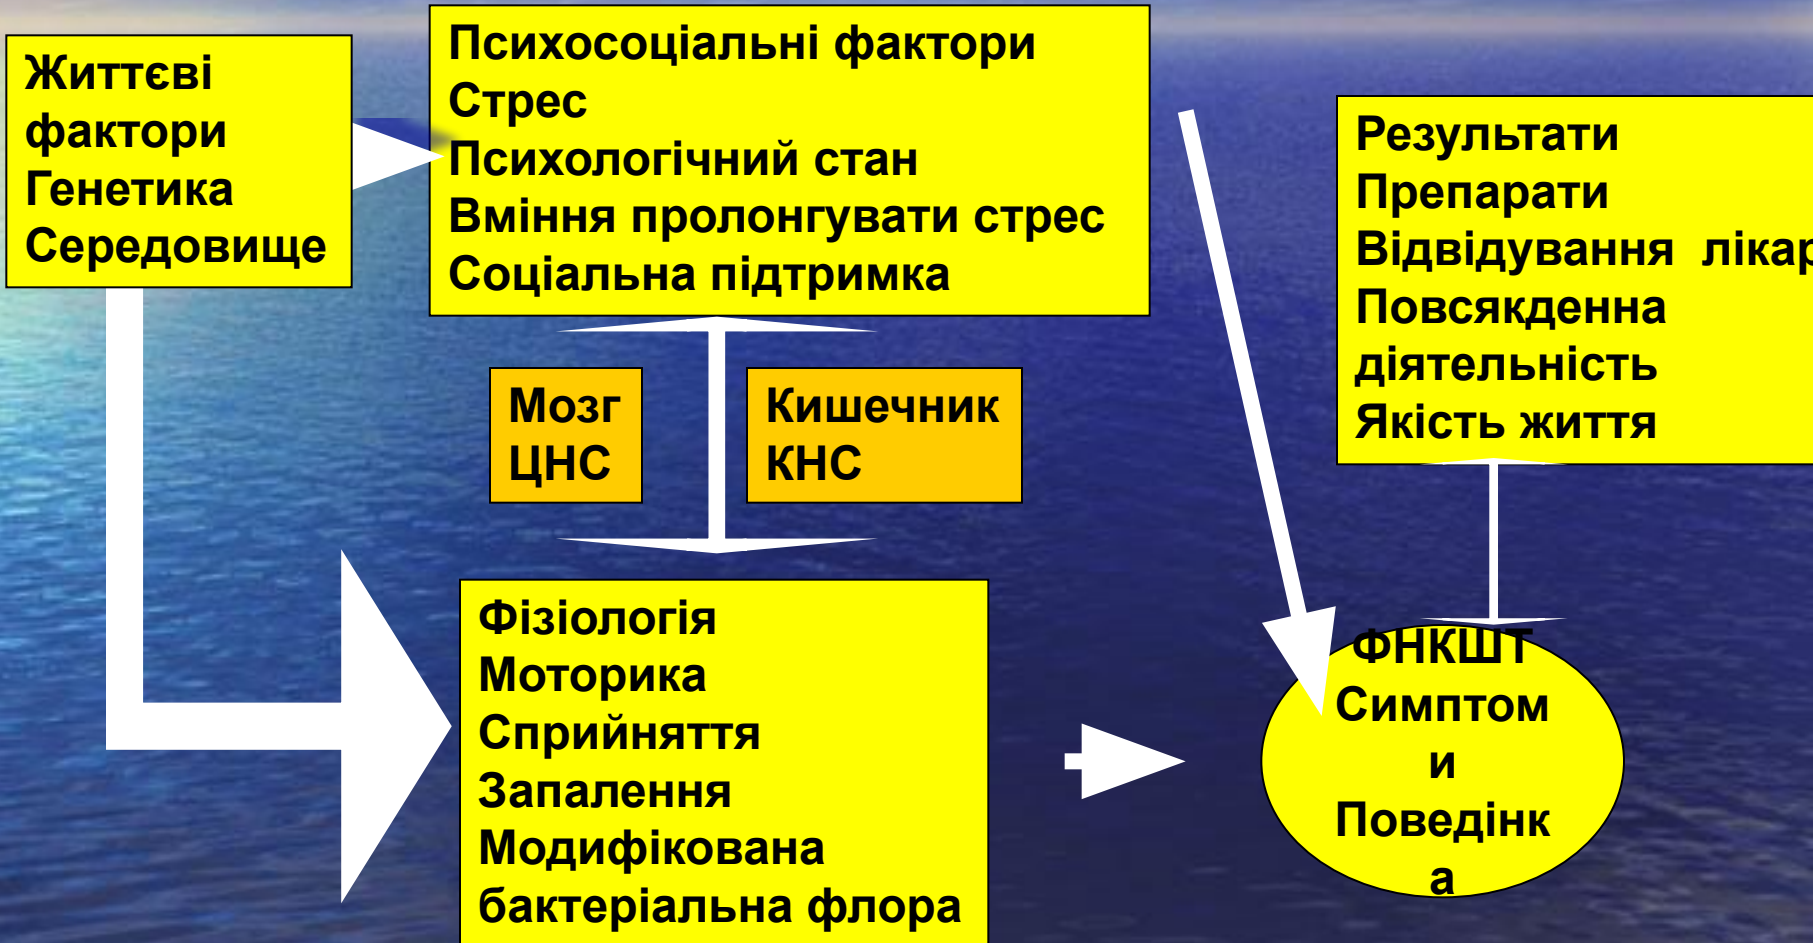 Життєві
фактори
Генетика
Середовище
Психосоціальні фактори
Стрес
Психологічний стан
Вміння пролонгувати стрес
Соціальна підтримка
Результати
Препарати
Відвідування лікар
Повсякденна
діятельність
Якість життя
Мозг
ЦНС
Кишечник
КНС
Фізіологія
Моторика
Сприйняття
Запалення
Модифікована
бактеріальна флора
ФНКШТ
Симптом
и
Поведінк
а